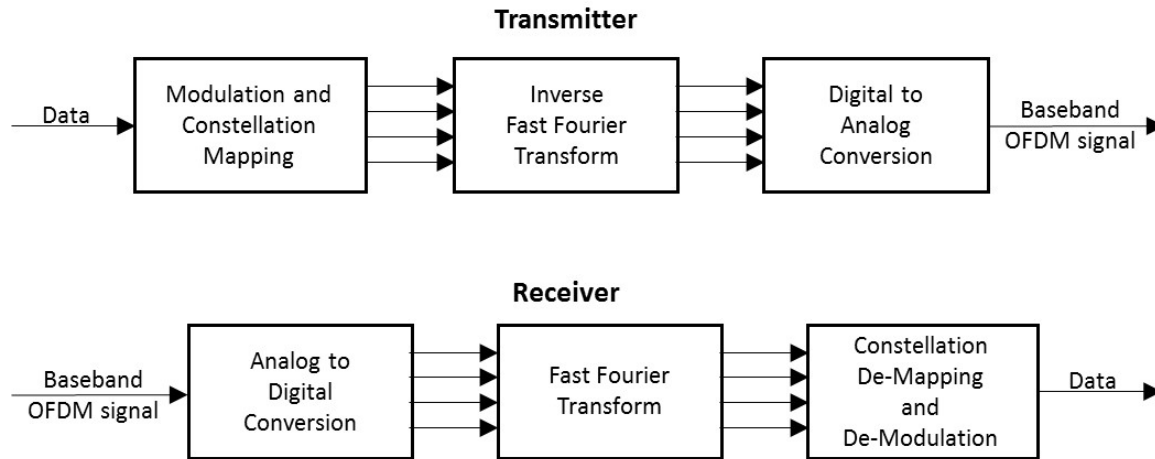 Transmitter
Data
Modulation and
Constellation
Mapping
Inverse
Fast Fourier
Transform
Digital to
Analog
Conversion
Baseband
OFDM signal
Receiver
Baseband
OFDM signal
Analog to
Digital
Conversion
Fast Fourier
Transform
Constellation
De-Mapping
and
De-Modulation
Data